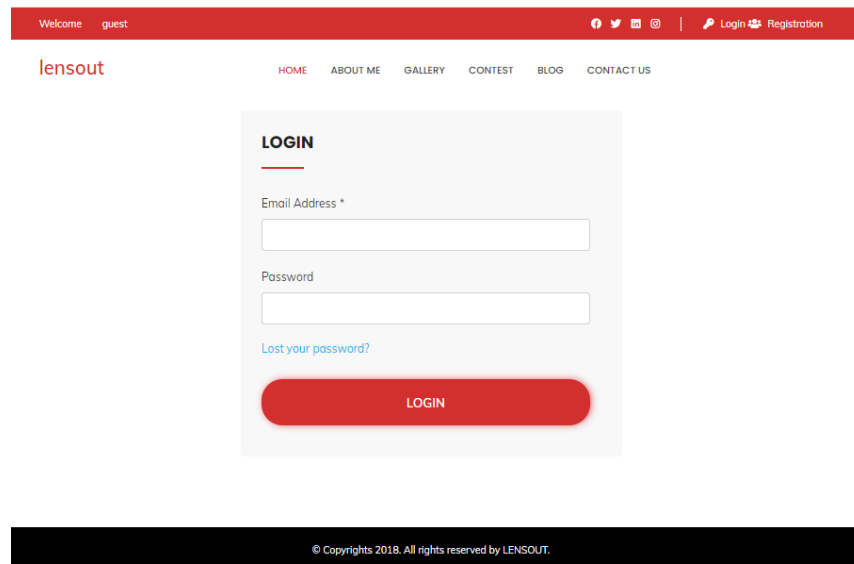 Welcome guest Login Registration
lensout HOME ABOUT ME GALLERY CONTEST BLOG CONTACT US
LOGIN
Email Address *
Password
Lost your password?
LOGIN
© Copyrights 2018. All rights reserved by LENSOUT.